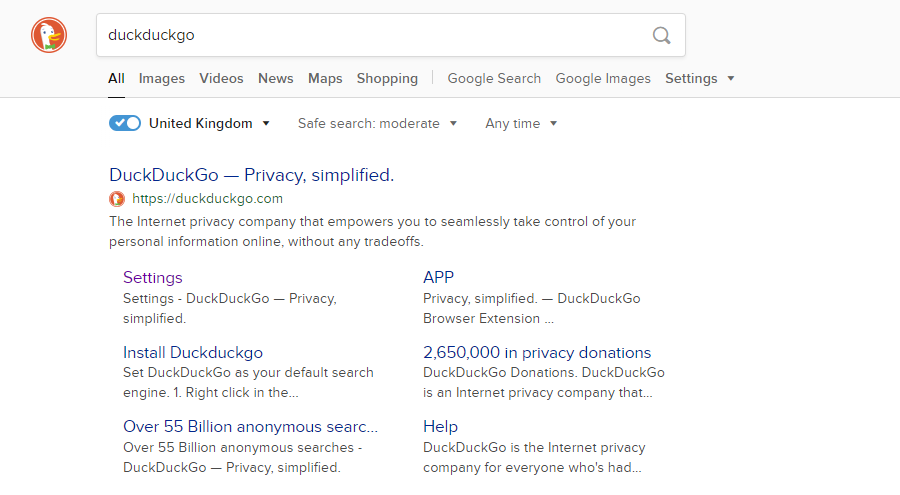 duckduckgo
All Images Videos News Maps Shopping Google Search Google Images Settings
United Kingdom Safe search: moderate Any time
DuckDuckGo — Privacy, simplified.
https://duckduckgo.com
The Internet privacy company that empowers you to seamlessly take control of your
personal information online, without any tradeoffs.
Settings
Settings - DuckDuckGo — Privacy,
simplified.
APP
Privacy, simplified. — DuckDuckGo
Browser Extension ...
Install Duckduckgo
Set DuckDuckGo as your default search
engine. 1. Right click in the...
2,650,000 in privacy donations
DuckDuckGo Donations. DuckDuckGo
is an Internet privacy company that...
Over 55 Billion anonymous searc...
Over 55 Billion anonymous searches -
DuckDuckGo — Privacy, simplified.
Help
DuckDuckGo is the Internet privacy
company for everyone who's had...